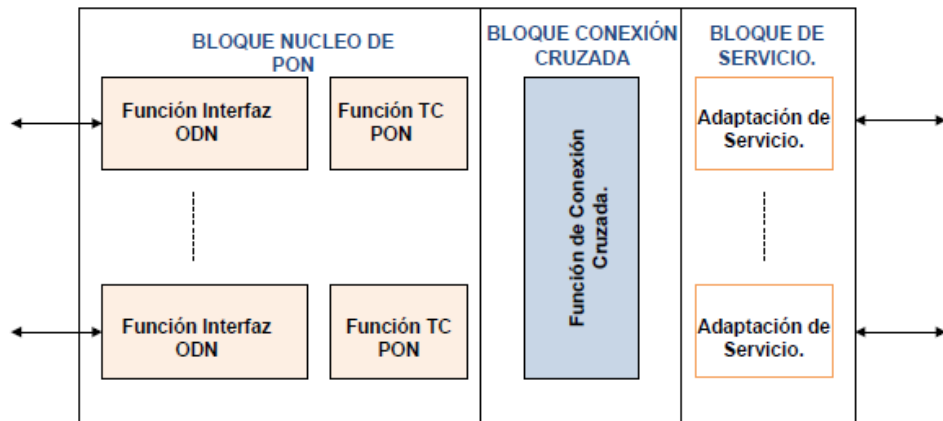 BLOQUE NUCLEO DE
PON
BLOQUE CONEXIÓN
CRUZADA
BLOQUE DE
SERVICIO.
Función Interfaz
ODN
Función TC
PON
Función de Conexión
Cruzada.
Adaptación de
Servicio.
Función Interfaz
ODN
Función TC
PON
Adaptación de
Servicio.